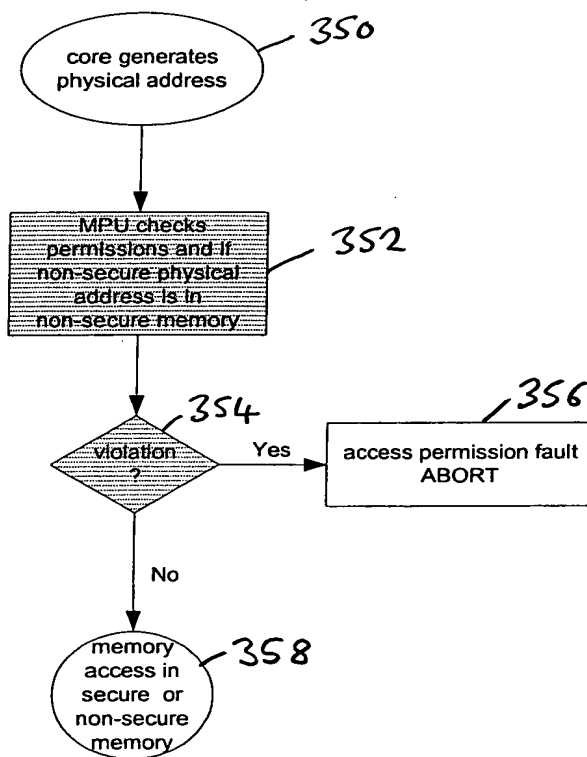 350
core generates
physical address
MPU checks
permissions and if
non-secure physical
address is in
non-secure memory
352
354
violation
?
Yes
356
access permission fault
ABORT
No
memory
access in
secure or
non-secure
memory
358